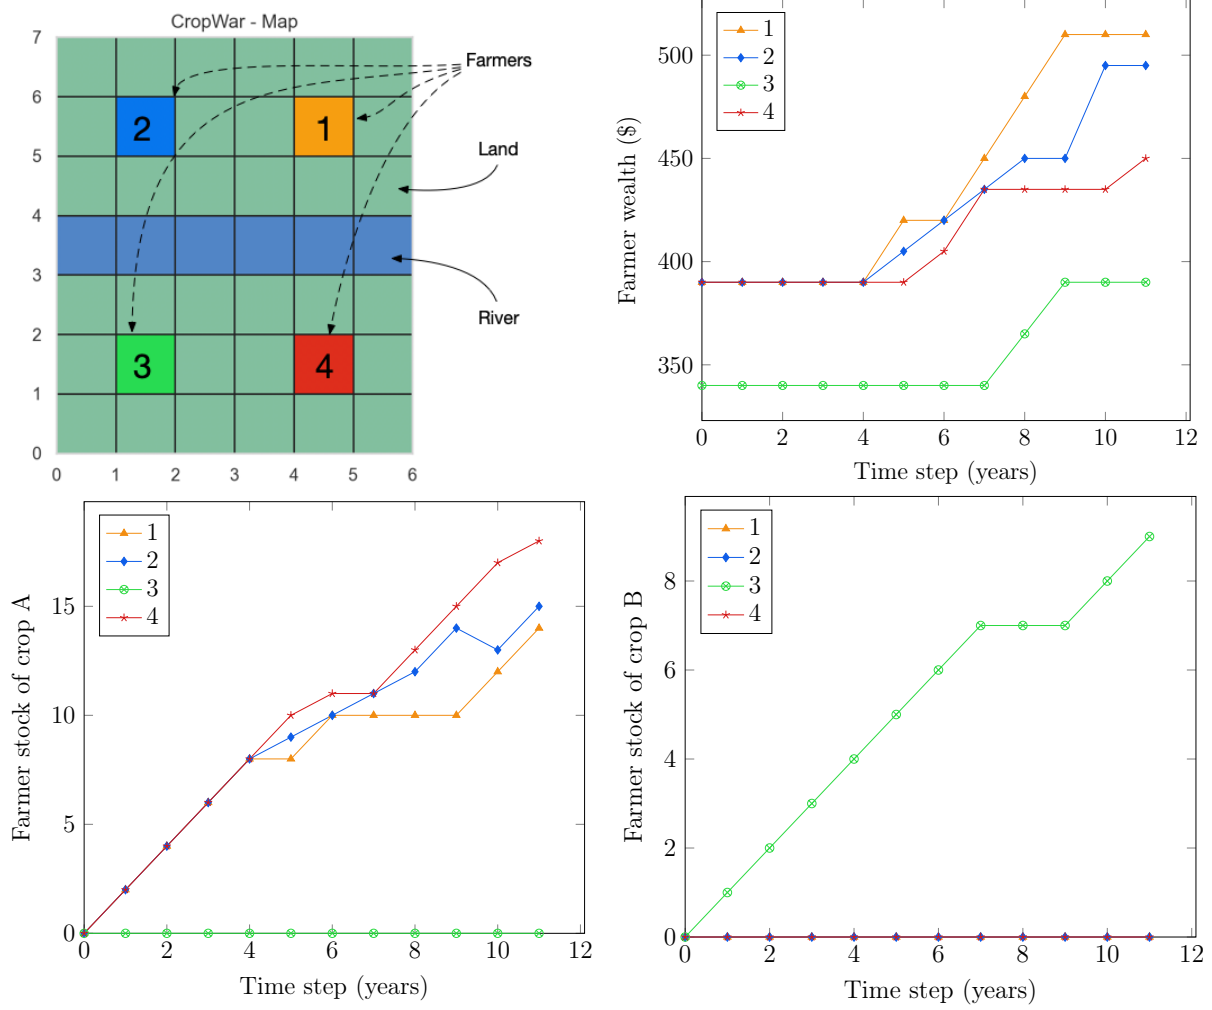 CropWar - Map
7
6
5
4
3
2
1
0
0 1 2 3 4 5 6
2
1
3
4
Farmers
Land
River
1
2
3
4
500
450
400
350
Farmer wealth ($)
0 2 4 6 8 10 12
Time step (years)
1
2
3
4
15
10
5
0
Farmer stock of crop A
0 2 4 6 8 10 12
Time step (years)
1
2
3
4
8
6
4
2
0
Farmer stock of crop B
0 2 4 6 8 10 12
Time step (years)